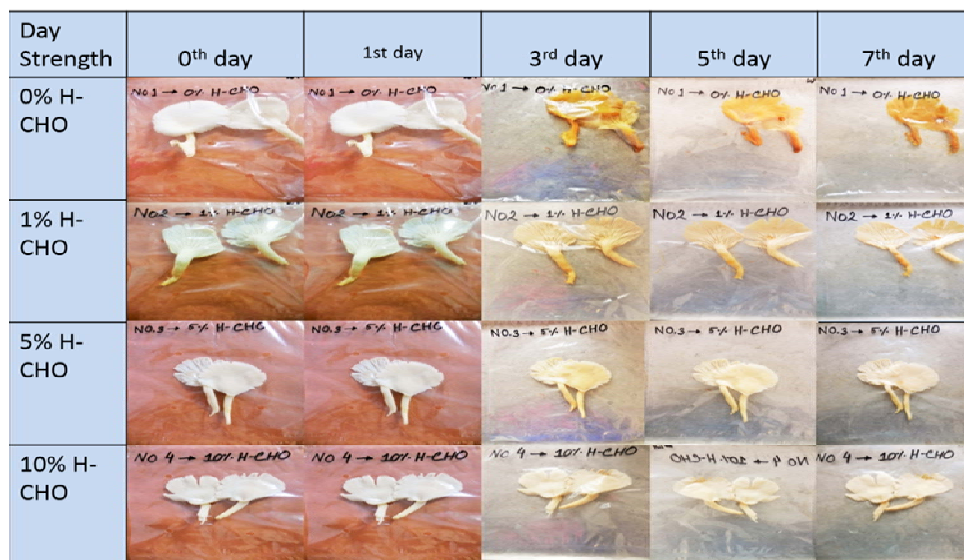 Day
Strength
0th day
1st day
3rd day
5th day
7th day
0% H-
CHO
No 1 → 0% H-CHO
No 1 → 0% H-CHO
No 1 → 0% H-CHO
No 1 → 0% H-CHO
No 1 → 0% H-CHO
1% H-
CHO
No.2 → 1% H-CHO
No.2 → 1% H-CHO
No.2 → 1% H-CHO
No.2 → 1% H-CHO
No.2 → 1% H-CHO
5% H-
CHO
NO.3 → 5% H-CHO
NO.3 → 5% H-CHO
NO.3 → 5% H-CHO
NO.3 → 5% H-CHO
NO.3 → 5% H-CHO
10% H-
CHO
NO 4 → 10% H-CHO
NO 4 → 10% H-CHO
NO 4 → 10% H-CHO
NO 4 → 10% H-CHO
NO 4 → 10% H-CHO